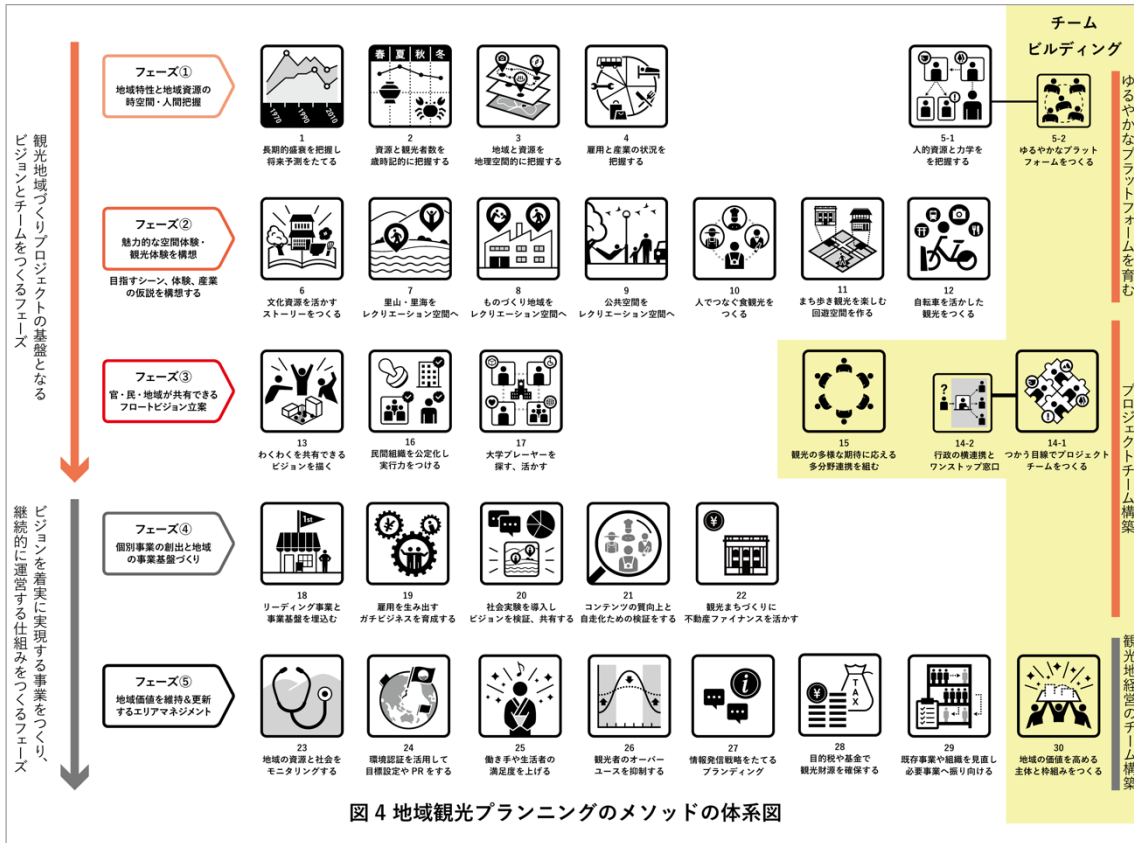 チーム
ビルディング
観光地域づくりプロジェクトの基盤となる
ビジョンとチームをつくるフェーズ
フェーズ①
地域特性と地域資源の
時空間・人間把握
1970
1990
2010
1
長期的盛衰を把握し
将来予測をたてる
春 夏 秋 冬
2
資源と観光者数を
歳時記的に把握する
3
地域と資源を
地理空間的に把握する
4
雇用と産業の状況を
把握する
5-1
人的資源と力学を
を把握する
5-2
ゆるやかなプラット
フォームをつくる
ゆるやかなプラットフォームを育む
フェーズ②
魅力的な空間体験・
観光体験を構想
目指すシーン、体験、産業
の仮説を構想する
6
文化資源を活かす
ストーリーをつくる
7
里山・里海を
レクリエーション空間へ
8
ものづくり地域を
レクリエーション空間へ
9
公共空間を
レクリエーション空間へ
10
人でつなぐ食観光を
つくる
11
まち歩き観光を楽しむ
回遊空間を作る
12
自転車を活かした
観光をつくる
フェーズ③
官・民・地域が共有できる
フロートビジョン立案
13
わくわくを共有できる
ビジョンを描く
16
民間組織を公定化し
実行力をつける
17
大学プレーヤーを
探す、活かす
15
観光の多様な期待に応える
多分野連携を組む
?
14-2
行政の横連携と
ワンストップ窓口
14-1
つかう目線でプロジェクト
チームをつくる
プロジェクトチーム構築
ビジョンを着実に実現する事業をつくり、
継続的に運営する仕組みをつくるフェーズ
フェーズ④
個別事業の創出と地域
の事業基盤づくり
1st
18
リーディング事業と
事業基盤を埋込む
¥
19
雇用を生み出す
ガチビジネスを育成する
20
社会実験を導入し
ビジョンを検証、共有する
21
コンテンツの質向上と
自走化ための検証をする
¥
22
観光まちづくりに
不動産ファイナンスを活かす
フェーズ⑤
地域価値を維持&更新
するエリアマネジメント
23
地域の資源と社会を
モニタリングする
24
環境認証を活用して
目標設定や PR をする
25
働き手や生活者の
満足度を上げる
26
観光者のオーバー
ユースを抑制する
i
27
情報発信戦略をたてる
ブランディング
¥
TAX
28
目的税や基金で
観光財源を確保する
29
既存事業や組織を見直し
必要事業へ振り向ける
30
地域の価値を高める
主体と枠組みをつくる
観光地経営のチーム構築
図 4 地域観光プランニングのメソッドの体系図